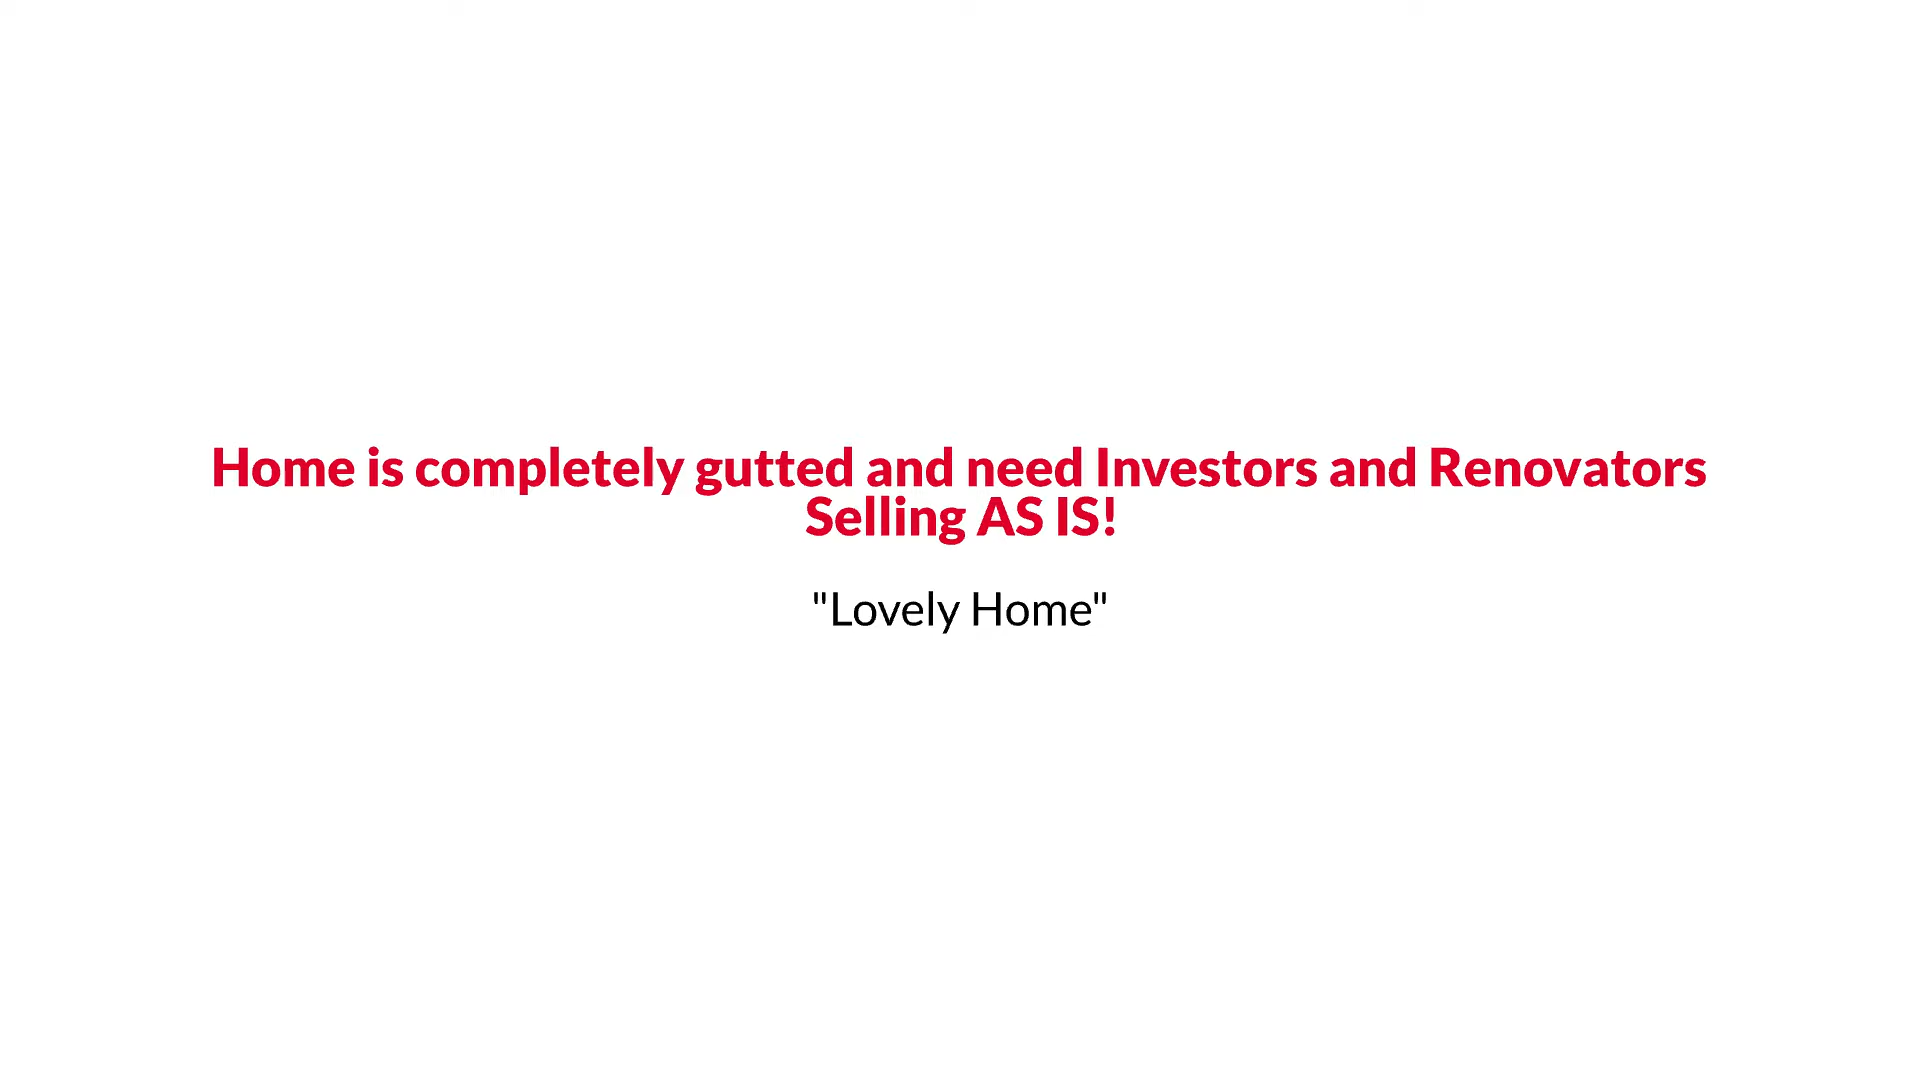 Home is completely gutted and need Investors and Renovators
Selling AS IS!
"Lovely Home"